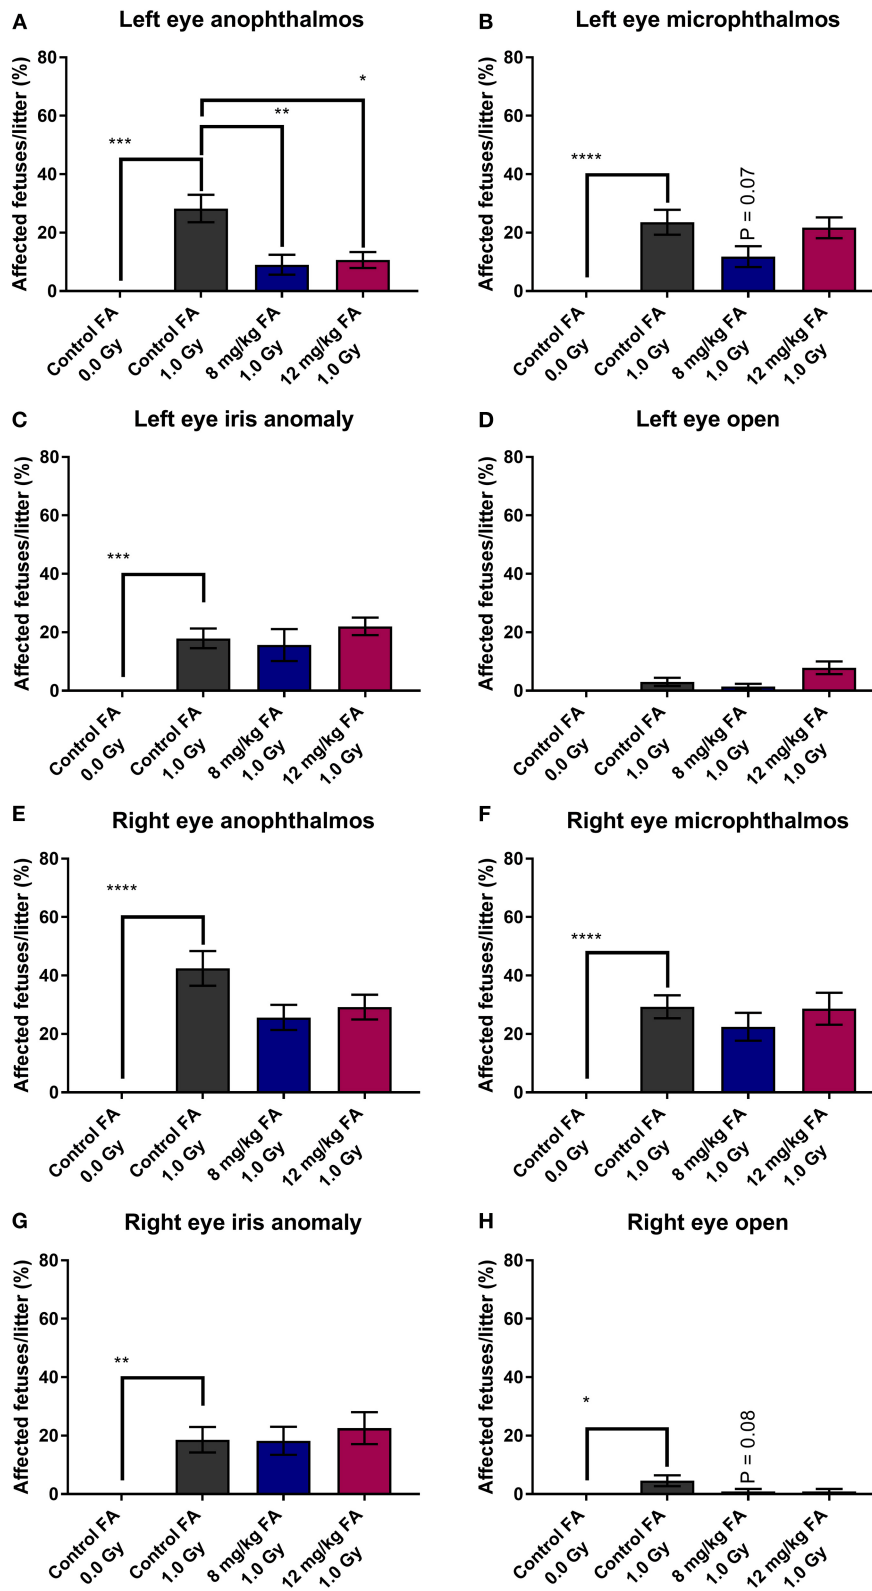 A Left eye anophthalmos
Affected fetuses/litter (%)
80
60
40
20
0
***
**
*
Control FA
0.0 Gy
Control FA
1.0 Gy
8 mg/kg FA
1.0 Gy
12 mg/kg FA
1.0 Gy
B Left eye microphthalmos
Affected fetuses/litter (%)
80
60
40
20
0
****
P = 0.07
Control FA
0.0 Gy
Control FA
1.0 Gy
8 mg/kg FA
1.0 Gy
12 mg/kg FA
1.0 Gy
C Left eye iris anomaly
Affected fetuses/litter (%)
80
60
40
20
0
***
Control FA
0.0 Gy
Control FA
1.0 Gy
8 mg/kg FA
1.0 Gy
12 mg/kg FA
1.0 Gy
D Left eye open
Affected fetuses/litter (%)
80
60
40
20
0
Control FA
0.0 Gy
Control FA
1.0 Gy
8 mg/kg FA
1.0 Gy
12 mg/kg FA
1.0 Gy
E Right eye anophthalmos
Affected fetuses/litter (%)
80
60
40
20
0
****
Control FA
0.0 Gy
Control FA
1.0 Gy
8 mg/kg FA
1.0 Gy
12 mg/kg FA
1.0 Gy
F Right eye microphthalmos
Affected fetuses/litter (%)
80
60
40
20
0
****
Control FA
0.0 Gy
Control FA
1.0 Gy
8 mg/kg FA
1.0 Gy
12 mg/kg FA
1.0 Gy
G Right eye iris anomaly
Affected fetuses/litter (%)
80
60
40
20
0
**
Control FA
0.0 Gy
Control FA
1.0 Gy
8 mg/kg FA
1.0 Gy
12 mg/kg FA
1.0 Gy
H Right eye open
Affected fetuses/litter (%)
80
60
40
20
0
*
P = 0.08
Control FA
0.0 Gy
Control FA
1.0 Gy
8 mg/kg FA
1.0 Gy
12 mg/kg FA
1.0 Gy